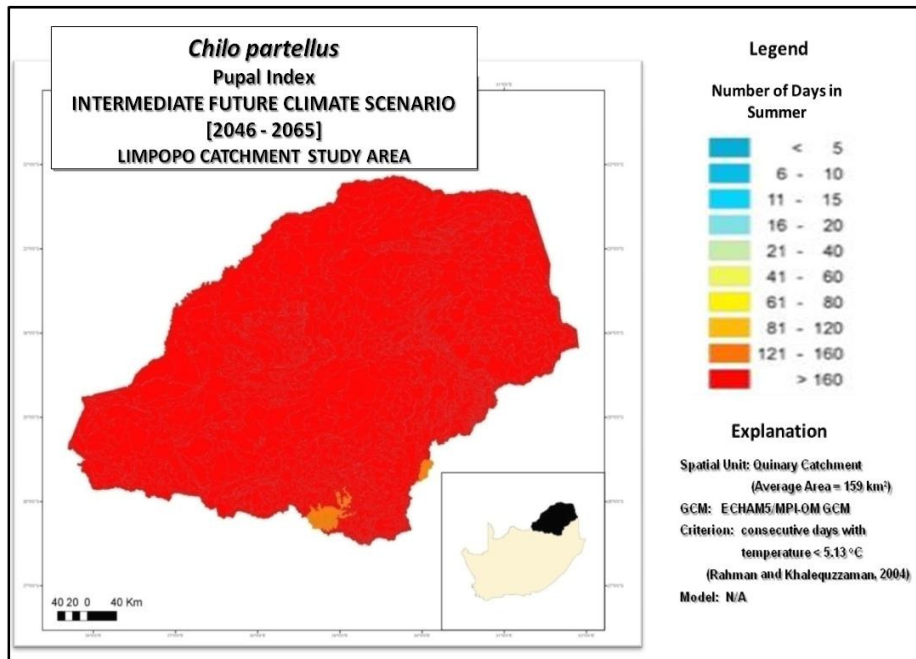 Chilo partellus
Pupal Index
INTERMEDIATE FUTURE CLIMATE SCENARIO
[2046 - 2065]
LIMPOPO CATCHMENT STUDY AREA
40 20 0 40 Km
Legend
Number of Days in
Summer
< 5
6 - 10
11 - 15
16 - 20
21 - 40
41 - 60
61 - 80
81 - 120
121 - 160
> 160
Explanation
Spatial Unit: Quinary Catchment
(Average Area = 159 km²)
GCM: ECHAM5/MPI-OM GCM
Criterion: consecutive days with
temperature < 5.13 °C
(Rahman and Khalequzzaman, 2004)
Model: N/A